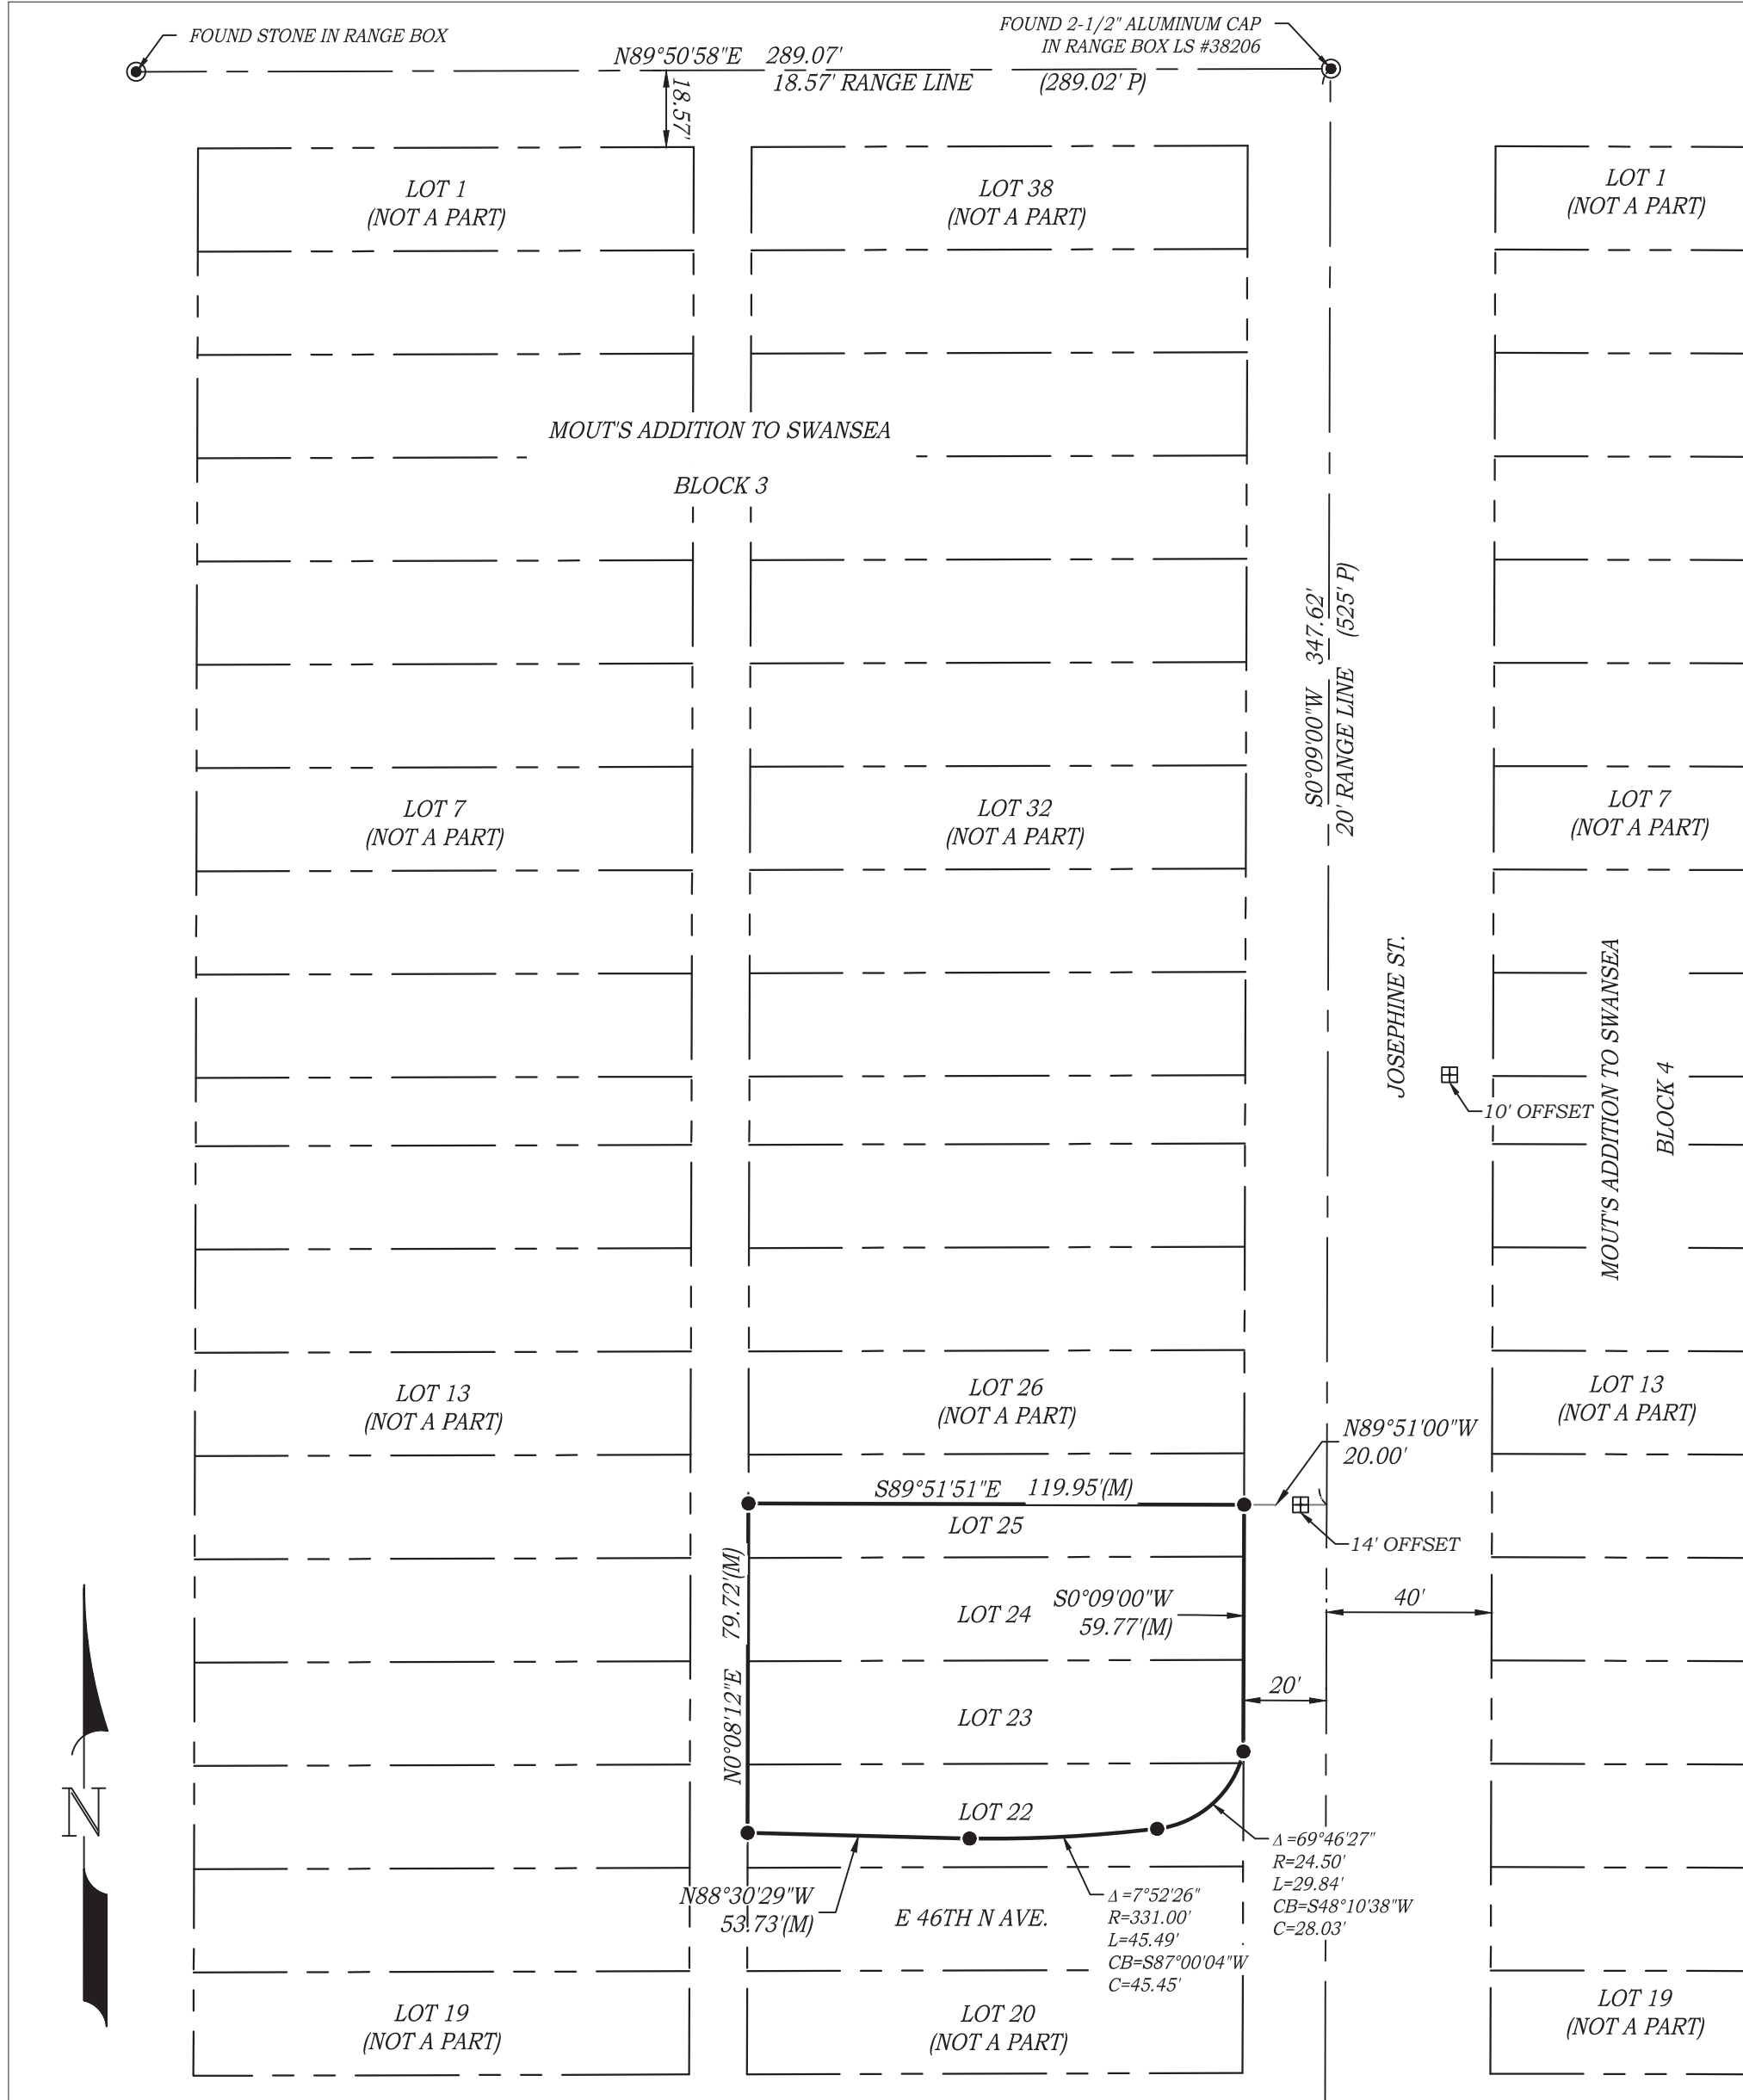 FOUND STONE IN RANGE BOX
FOUND 2-1/2" ALUMINUM CAP
IN RANGE BOX LS #38206
N89°50'58"E 289.07'
18.57' RANGE LINE (289.02' P)
18.57'
LOT 1
(NOT A PART)
LOT 38
(NOT A PART)
LOT 1
(NOT A PART)
MOUT'S ADDITION TO SWANSEA
BLOCK 3
S0°09'00"W 347.62'
20' RANGE LINE (525' P)
LOT 7
(NOT A PART)
LOT 32
(NOT A PART)
LOT 7
(NOT A PART)
JOSEPHINE ST.
10' OFFSET
MOUT'S ADDITION TO SWANSEA
BLOCK 4
LOT 13
(NOT A PART)
LOT 26
(NOT A PART)
LOT 13
(NOT A PART)
N89°51'00"W
20.00'
S89°51'51"E 119.95'(M)
LOT 25
14' OFFSET
N0°08'12"E 79.72'(M)
LOT 24
S0°09'00"W
59.77'(M)
40'
20'
LOT 23
N
LOT 22
Δ=69°46'27"
R=24.50'
L=29.84'
CB=S48°10'38"W
C=28.03'
N88°30'29"W
53.73'(M)
E 46TH N AVE.
Δ=7°52'26"
R=331.00'
L=45.49'
CB=S87°00'04"W
C=45.45'
LOT 19
(NOT A PART)
LOT 20
(NOT A PART)
LOT 19
(NOT A PART)